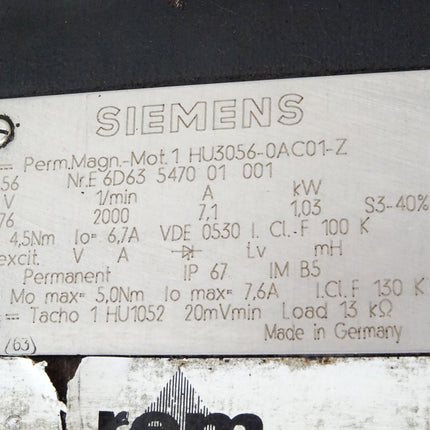 SIEMENS
Perm.Magn.-Mot. 1 HU3056-0AC01-Z
56 Nr.E 6D63 5470 01 001
V 1/min A kW
76 2000 7,1 1,03 S3-40%
4,5Nm Io= 6,7A VDE 0530 I. Cl.-F 100 K
excit. V A Lv mH
Permanent IP 67 IM B5
Mo max= 5,0Nm Io max= 7,6A I.Cl.F 130 K
Tacho 1 HU1052 20mVmin Load 13 kΩ
Made in Germany
(63)
rem